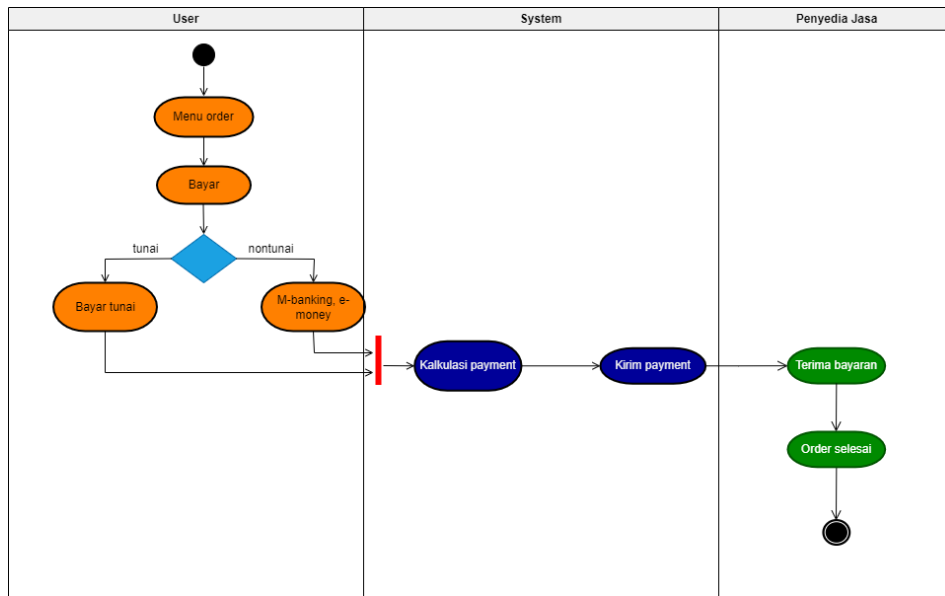 User
System
Penyedia Jasa
Menu order
Bayar
tunai
nontunai
Bayar tunai
M-banking, e-
money
Kalkulasi payment
Kirim payment
Terima bayaran
Order selesai